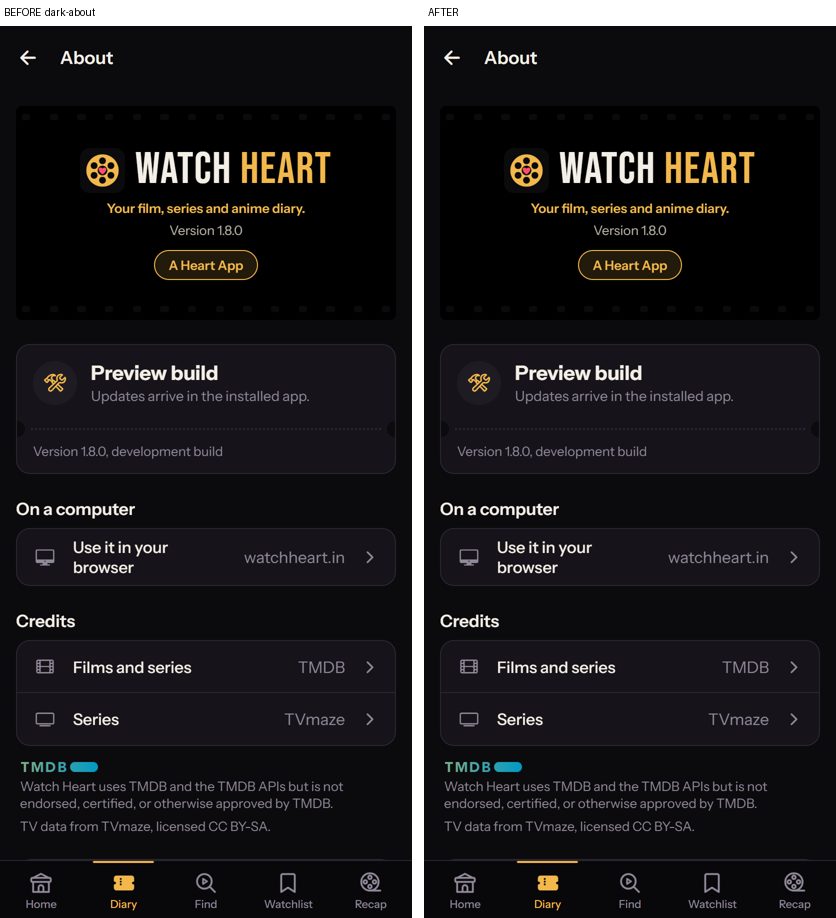 BEFORE dark-about
About
WATCH HEART
Your film, series and anime diary.
Version 1.8.0
A Heart App
Preview build
Updates arrive in the installed app.
Version 1.8.0, development build
On a computer
Use it in your
browser
watchheart.in
Credits
Films and series
TMDB
Series
TVmaze
TMDB
Watch Heart uses TMDB and the TMDB APIs but is not
endorsed, certified, or otherwise approved by TMDB.
TV data from TVmaze, licensed CC BY-SA.
Home
Diary
Find
Watchlist
Recap
AFTER
About
WATCH HEART
Your film, series and anime diary.
Version 1.8.0
A Heart App
Preview build
Updates arrive in the installed app.
Version 1.8.0, development build
On a computer
Use it in your
browser
watchheart.in
Credits
Films and series
TMDB
Series
TVmaze
TMDB
Watch Heart uses TMDB and the TMDB APIs but is not
endorsed, certified, or otherwise approved by TMDB.
TV data from TVmaze, licensed CC BY-SA.
Home
Diary
Find
Watchlist
Recap